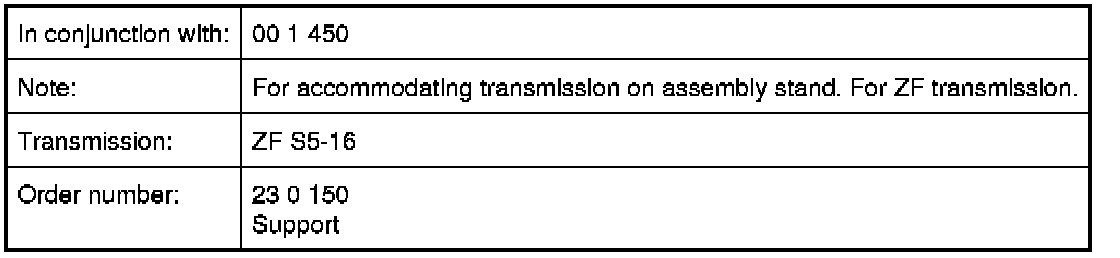 In conjunction with: 00 1 450
Note: For accommodating transmission on assembly stand. For ZF transmission.
Transmission: ZF S5-16
Order number: 23 0 150
Support